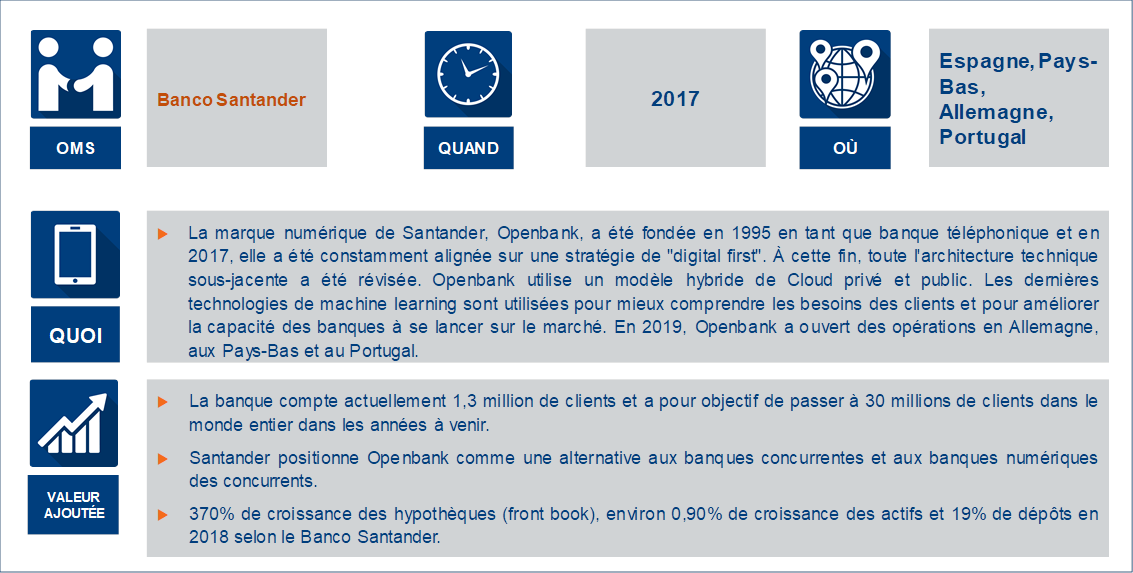 OMS
Banco Santander
QUAND
2017
OÙ
Espagne, Pays-
Bas,
Allemagne,
Portugal
QUOI
La marque numérique de Santander, Openbank, a été fondée en 1995 en tant que banque téléphonique et en
2017, elle a été constamment alignée sur une stratégie de "digital first". À cette fin, toute l'architecture technique
sous-jacente a été révisée. Openbank utilise un modèle hybride de Cloud privé et public. Les dernières
technologies de machine learning sont utilisées pour mieux comprendre les besoins des clients et pour améliorer
la capacité des banques à se lancer sur le marché. En 2019, Openbank a ouvert des opérations en Allemagne,
aux Pays-Bas et au Portugal.
VALEUR
AJOUTÉE
La banque compte actuellement 1,3 million de clients et a pour objectif de passer à 30 millions de clients dans le
monde entier dans les années à venir.
Santander positionne Openbank comme une alternative aux banques concurrentes et aux banques numériques
des concurrents.
370% de croissance des hypothèques (front book), environ 0,90% de croissance des actifs et 19% de dépôts en
2018 selon le Banco Santander.